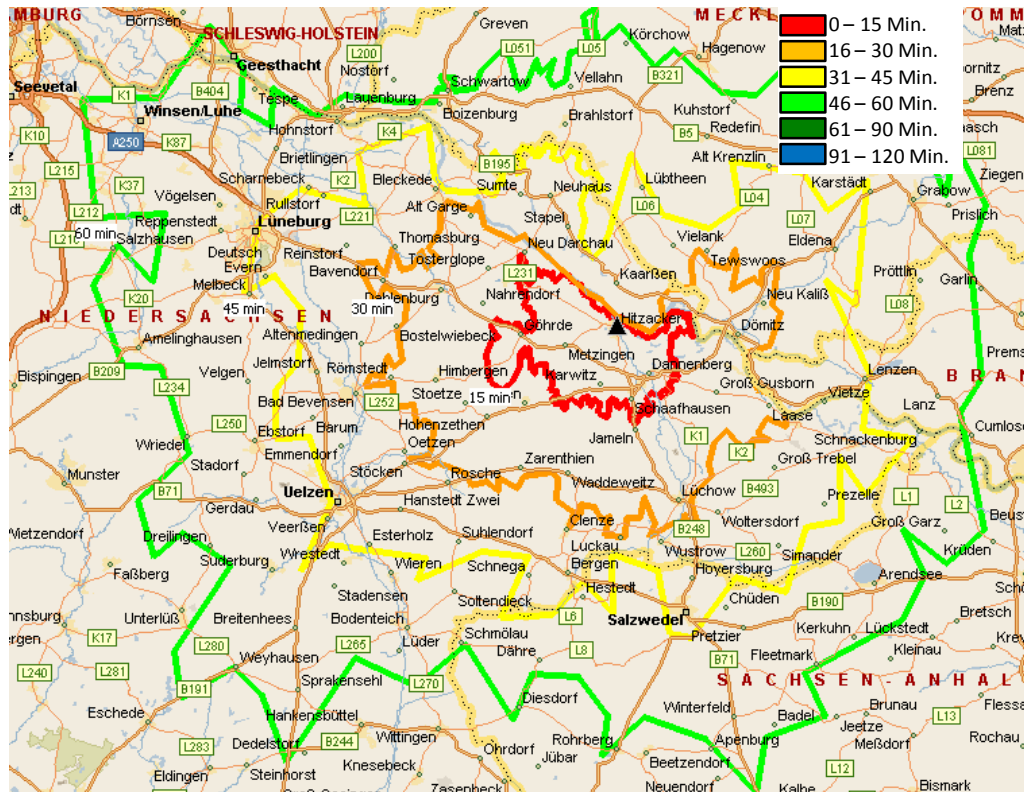 MBURG
Börnsen
Greven
MECKL
OMM
SCHLESWIG-HOLSTEIN
L200
L051
L05
Körchow
Hagenow
0 – 15 Min.
16 – 30 Min.
31 – 45 Min.
46 – 60 Min.
61 – 90 Min.
91 – 120 Min.
Geesthacht
Nostorf
Schwartow
Vellahn
B321
Seevetal
K1
B404
Tespe
Lauenburg
Boizenburg
Brahlstorf
Kuhstorf
Brenz
Winsen/Luhe
Hohnstorf
K4
B5
Redefin
K10
A250
K87
Brietlingen
B195
Alt Krenzlin
L081
L215
K37
Scharnebeck
K2
Bleckede
Sumte
Neuhaus
Lübtheen
Karstädt
Ziegen
L213
Vögelsen
Rullstorf
L06
L04
Grabow
L212
Reppenstedt
Lüneburg
L221
Alt Garge
Stapel
L07
Prislich
60 min
Salzhausen
Deutsch
Evern
Reinstorf
Thomasburg
Neu Darchau
Vielank
Eldena
Bavendorf
Tosterglope
L231
Kaarßen
Tewswoos
Pröttlin
Garlin
Melbeck
K20
Dahlenburg
Nahrendorf
Neu Kaliß
L08
45 min
30 min
NIEDERSACHSEN
Hitzacker
Dömitz
Amelinghausen
Altenmedingen
Bostelwiebeck
Göhrde
Metzingen
Dannenberg
Bispingen
B209
L234
Velgen
Jelmstorf
Römstedt
Himbergen
Karwitz
Groß Gusborn
Lenzen
BRAN
L252
Stoetze
15 min
Vietze
Lanz
Bad Bevensen
Schaafhausen
Laase
L250
Ebstorf
Barum
Hohenzethen
Jameln
K1
Schnackenburg
Cumlos
Wriedel
Emmendorf
Oetzen
K2
Groß Trebel
Munster
Stadorf
Stöcken
Rosche
Zarenthien
B71
Uelzen
Hanstedt Zwei
Waddeweitz
Lüchow
B493
Prezelle
L1
L2
Gerdau
Clenze
Woltersdorf
Groß Garz
Wietzendorf
Dreilingen
Veerßen
Esterholz
Suhlendorf
Luckau
B248
Wustrow
L260
Simander
Krüden
Faßberg
Suderburg
Wrestedt
Wieren
Schnega
Bergen
Hoyersburg
Arendsee
Hestedt
Chüden
Stadensen
Sottendieck
B190
Bretsch
Unterlüß
Breitenhees
Bodenteich
L6
Salzwedel
Kerkuhn
Lückstedt
K17
Lüder
Schmölau
Pretzier
L280
L265
L8
Kleinau
L240
L281
Weyhausen
Dähre
B71
Fleetmark
B191
Sprakensehl
L270
SACHSEN-ANHAL
Eschede
Hankensbüttel
Diesdorf
Winterfeld
Badel
Brunau
Jeetze
L13
L283
Dedelstorf
B244
Wittingen
Rohrberg
Apenburg
Meßdorf
Rochau
Ohrdorf
Jübar
Beetzendorf
L12
Eldingen
Steinhorst
Knesebeck
Zasenbeck
Neuendorf
Kalbe
Bismark